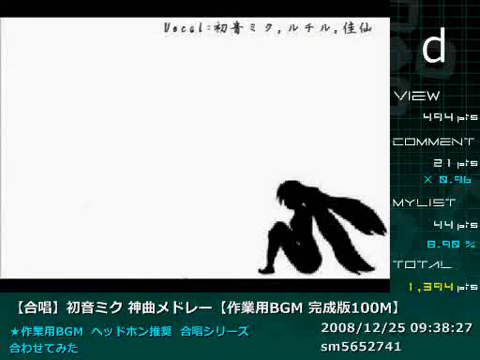 Vocal:初音ミク,ルチル,佳仙
d
VIEW
494 pts
COMMENT
21 pts
X 0.96
MYLIST
44 pts
8.90 %
TOTAL
1,394 pts
【合唱】初音ミク 神曲メドレー【作業用BGM 完成版100M】
★作業用BGM ヘッドホン推奨 合唱シリーズ
合わせてみた
2008/12/25 09:38:27
sm5652741